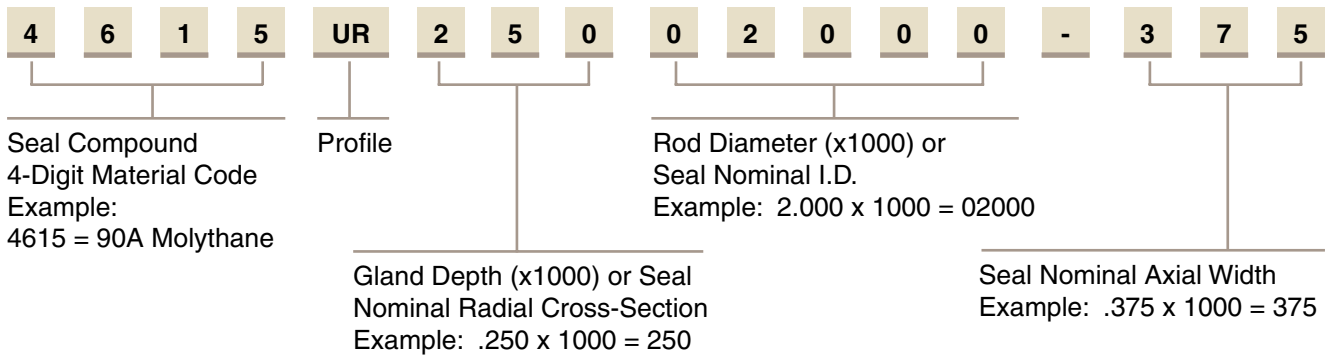 4 6 1 5 UR 2 5 0 0 2 0 0 0 - 3 7 5
Seal Compound
4-Digit Material Code
Example:
4615 = 90A Molythane
Profile
Gland Depth (x1000) or Seal
Nominal Radial Cross-Section
Example: .250 x 1000 = 250
Rod Diameter (x1000) or
Seal Nominal I.D.
Example: 2.000 x 1000 = 02000
Seal Nominal Axial Width
Example: .375 x 1000 = 375